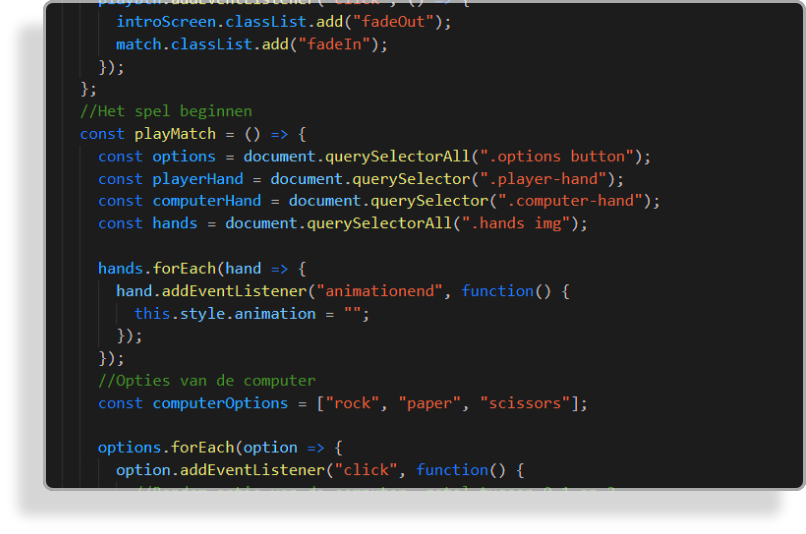 playBtn.addEventListener("click", () => {
introScreen.classList.add("fadeOut");
match.classList.add("fadeIn");
});
};
//Het spel beginnen
const playMatch = () => {
const options = document.querySelectorAll(".options button");
const playerHand = document.querySelector(".player-hand");
const computerHand = document.querySelector(".computer-hand");
const hands = document.querySelectorAll(".hands img");
hands.forEach(hand => {
hand.addEventListener("animationend", function() {
this.style.animation = "";
});
});
//Opties van de computer
const computerOptions = ["rock", "paper", "scissors"];
options.forEach(option => {
option.addEventListener("click", function() {